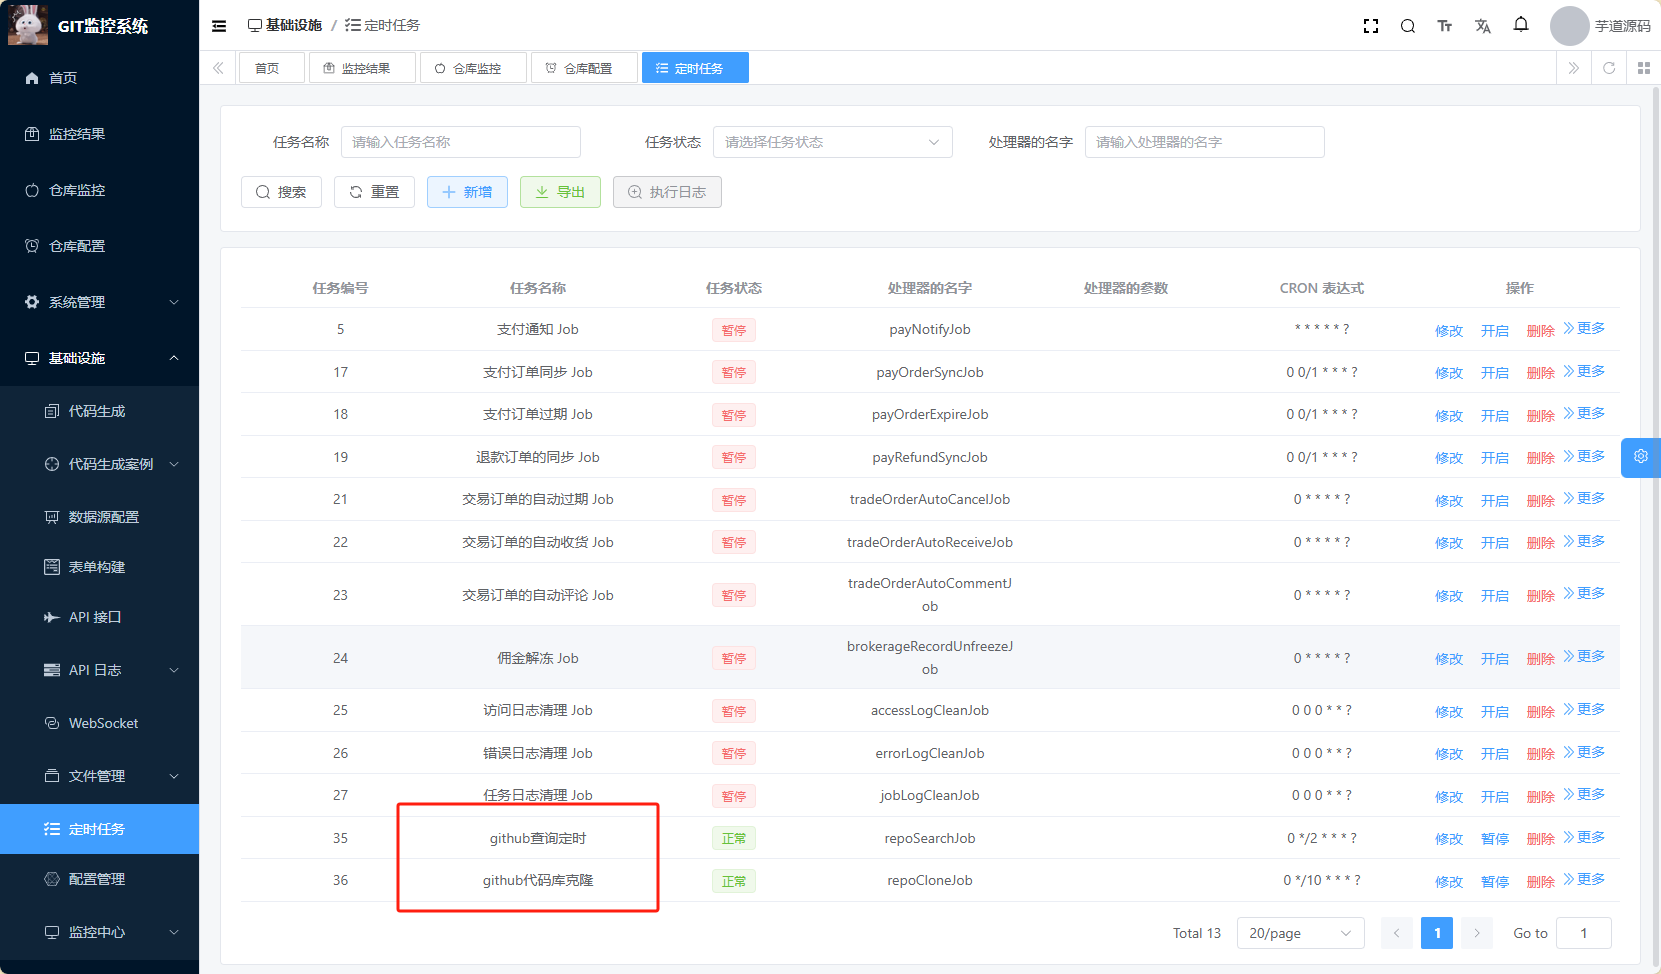 GIT监控系统
首页
监控结果
仓库监控
仓库配置
系统管理
基础设施
代码生成
代码生成案例
数据源配置
表单构建
API 接口
API 日志
WebSocket
文件管理
定时任务
配置管理
监控中心
基础设施 / 定时任务
芋道源码
首页 监控结果 仓库监控 仓库配置 定时任务
任务名称 请输入任务名称 任务状态 请选择任务状态 处理器的名字 请输入处理器的名字
搜索 重置 新增 导出 执行日志
任务编号 任务名称 任务状态 处理器的名字 处理器的参数 CRON 表达式 操作
5 支付通知 Job 暂停 payNotifyJob * * * * * ? 修改 开启 删除 更多
17 支付订单同步 Job 暂停 payOrderSyncJob 0 0/1 * * * ? 修改 开启 删除 更多
18 支付订单过期 Job 暂停 payOrderExpireJob 0 0/1 * * * ? 修改 开启 删除 更多
19 退款订单的同步 Job 暂停 payRefundSyncJob 0 0/1 * * * ? 修改 开启 删除 更多
21 交易订单的自动过期 Job 暂停 tradeOrderAutoCancelJob 0 * * * * ? 修改 开启 删除 更多
22 交易订单的自动收货 Job 暂停 tradeOrderAutoReceiveJob 0 * * * * ? 修改 开启 删除 更多
23 交易订单的自动评论 Job 暂停 tradeOrderAutoCommentJ
ob 0 * * * * ? 修改 开启 删除 更多
24 佣金解冻 Job 暂停 brokerageRecordUnfreezeJ
ob 0 * * * * ? 修改 开启 删除 更多
25 访问日志清理 Job 暂停 accessLogCleanJob 0 0 0 * * ? 修改 开启 删除 更多
26 错误日志清理 Job 暂停 errorLogCleanJob 0 0 0 * * ? 修改 开启 删除 更多
27 任务日志清理 Job 暂停 jobLogCleanJob 0 0 0 * * ? 修改 开启 删除 更多
35 github查询定时 正常 repoSearchJob 0 */2 * * * ? 修改 暂停 删除 更多
36 github代码库克隆 正常 repoCloneJob 0 */10 * * * ? 修改 暂停 删除 更多
Total 13 20/page 1 Go to 1